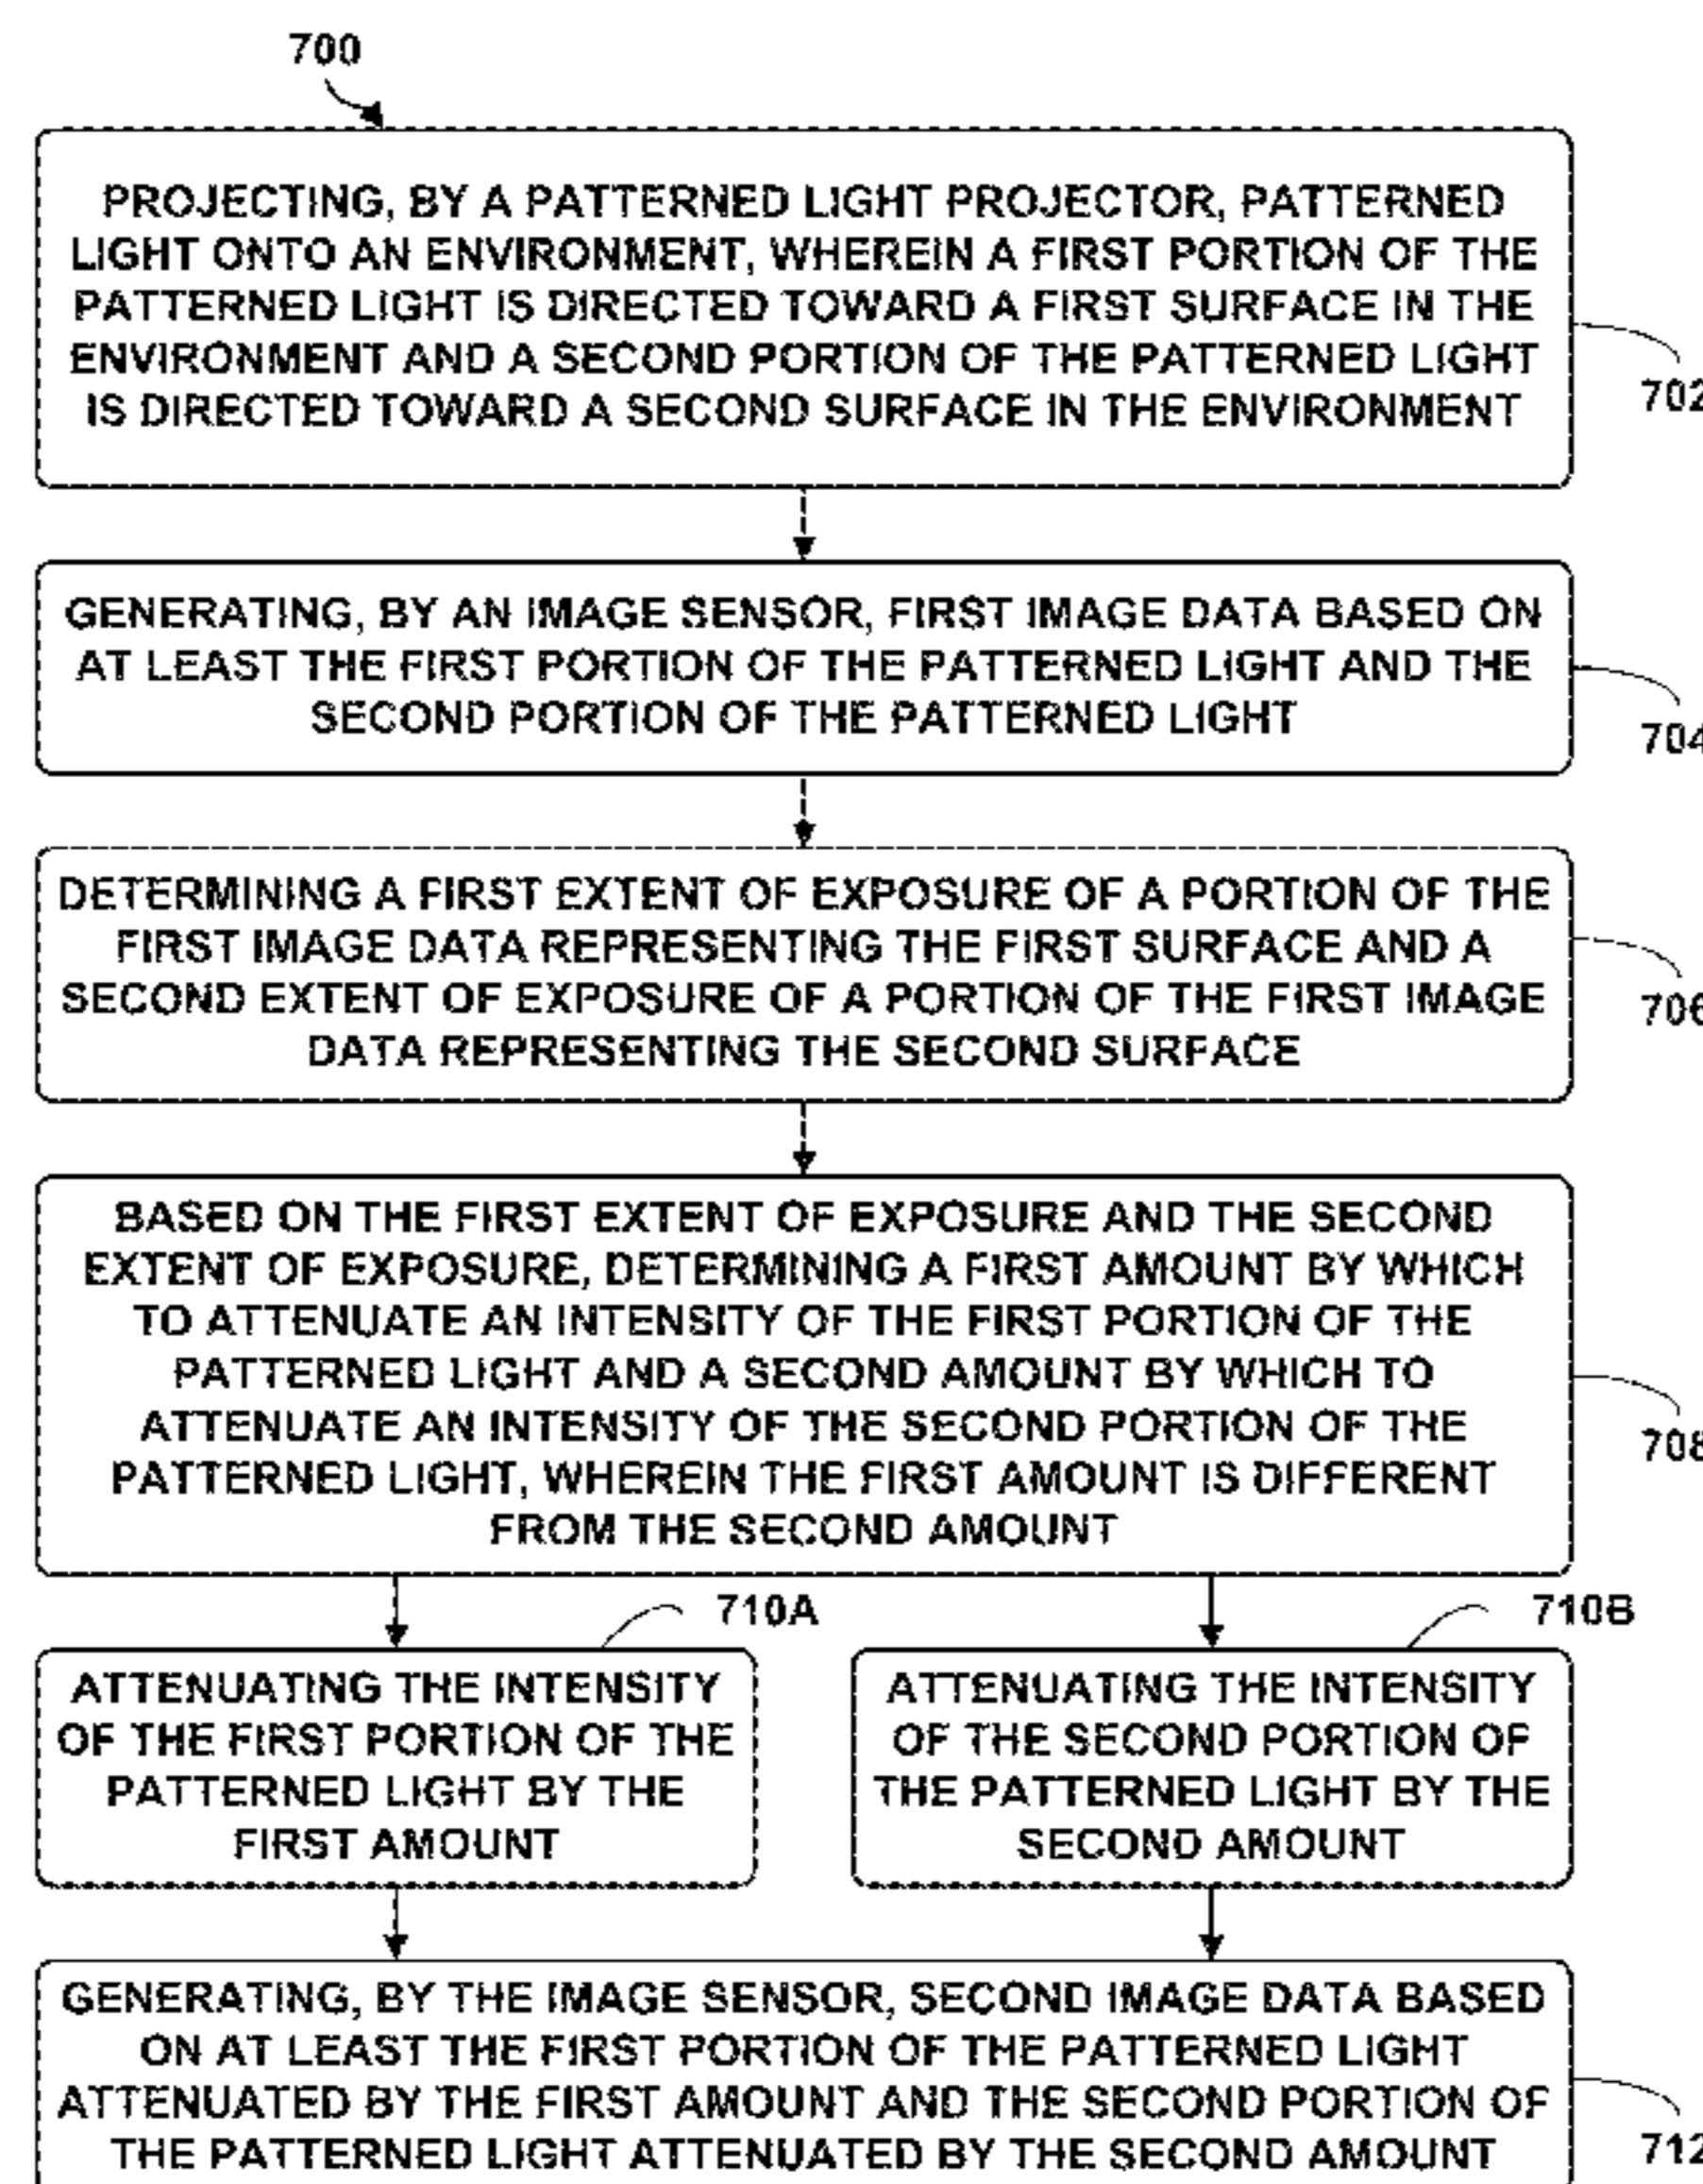 700
PROJECTING, BY A PATTERNED LIGHT PROJECTOR, PATTERNED
LIGHT ONTO AN ENVIRONMENT, WHEREIN A FIRST PORTION OF THE
PATTERNED LIGHT IS DIRECTED TOWARD A FIRST SURFACE IN THE
ENVIRONMENT AND A SECOND PORTION OF THE PATTERNED LIGHT
IS DIRECTED TOWARD A SECOND SURFACE IN THE ENVIRONMENT
702
GENERATING, BY AN IMAGE SENSOR, FIRST IMAGE DATA BASED ON
AT LEAST THE FIRST PORTION OF THE PATTERNED LIGHT AND THE
SECOND PORTION OF THE PATTERNED LIGHT
704
DETERMINING A FIRST EXTENT OF EXPOSURE OF A PORTION OF THE
FIRST IMAGE DATA REPRESENTING THE FIRST SURFACE AND A
SECOND EXTENT OF EXPOSURE OF A PORTION OF THE FIRST IMAGE
DATA REPRESENTING THE SECOND SURFACE
706
BASED ON THE FIRST EXTENT OF EXPOSURE AND THE SECOND
EXTENT OF EXPOSURE, DETERMINING A FIRST AMOUNT BY WHICH
TO ATTENUATE AN INTENSITY OF THE FIRST PORTION OF THE
PATTERNED LIGHT AND A SECOND AMOUNT BY WHICH TO
ATTENUATE AN INTENSITY OF THE SECOND PORTION OF THE
PATTERNED LIGHT, WHEREIN THE FIRST AMOUNT IS DIFFERENT
FROM THE SECOND AMOUNT
708
710A
ATTENUATING THE INTENSITY
OF THE FIRST PORTION OF THE
PATTERNED LIGHT BY THE
FIRST AMOUNT
710B
ATTENUATING THE INTENSITY
OF THE SECOND PORTION OF
THE PATTERNED LIGHT BY THE
SECOND AMOUNT
GENERATING, BY THE IMAGE SENSOR, SECOND IMAGE DATA BASED
ON AT LEAST THE FIRST PORTION OF THE PATTERNED LIGHT
ATTENUATED BY THE FIRST AMOUNT AND THE SECOND PORTION OF
THE PATTERNED LIGHT ATTENUATED BY THE SECOND AMOUNT
712